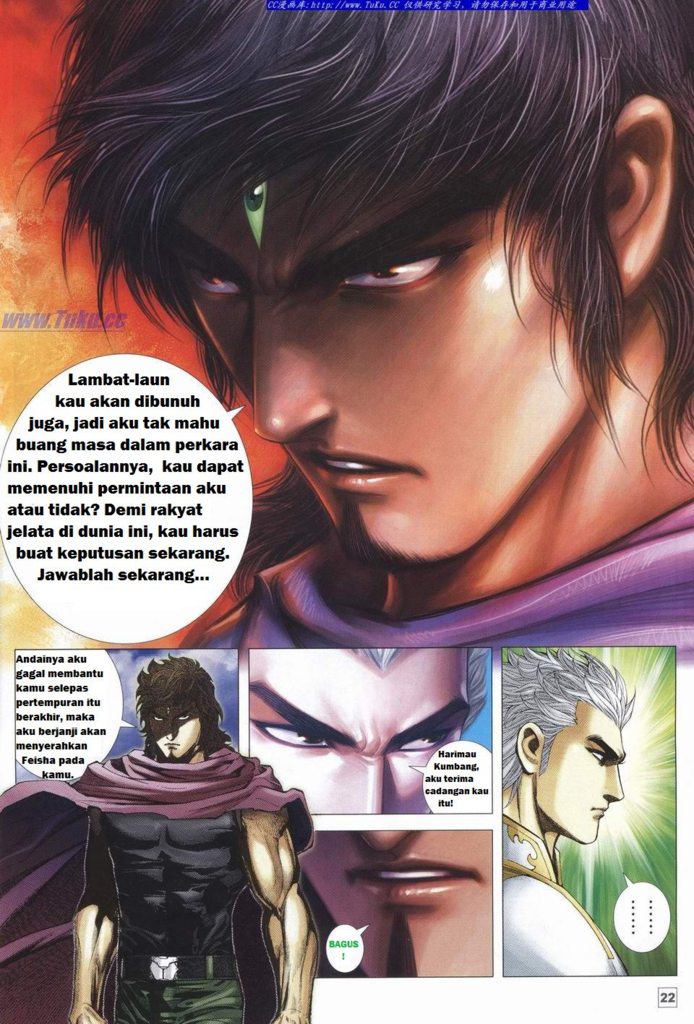 CC漫画库:http://www.TuKu.CC 仅供研究学习，请勿保存和用于商业用途
www.Tuku.cc
Lambat-laun
kau akan dibunuh
juga, jadi aku tak mahu
buang masa dalam perkara
ini. Persoalannya, kau dapat
memenuhi permintaan aku
atau tidak? Demi rakyat
jelata di dunia ini, kau harus
buat keputusan sekarang.
Jawablah sekarang...
Andainya aku
gagal membantu
kamu selepas
pertempuran itu
berakhir, maka
aku berjanji akan
menyerahkan
Feisha pada
kamu.
Harimau
Kumbang,
aku terima
cadangan kau
itu!
BAGUS
!
......
......
22